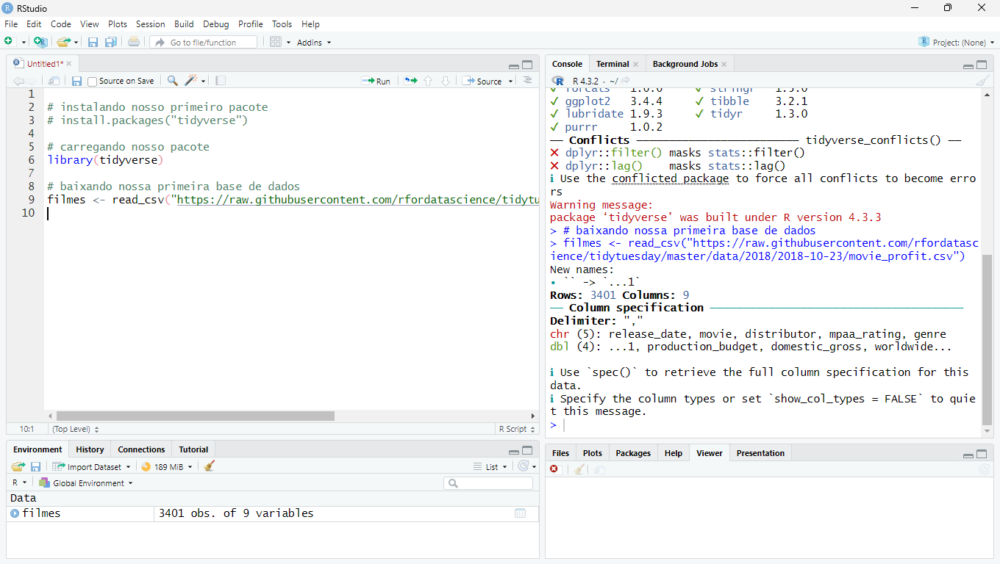 RStudio
File Edit Code View Plots Session Build Debug Profile Tools Help
Go to file/function Addins Project: (None)
Untitled1*
Source on Save Run Source
1
2 # instalando nosso primeiro pacote
3 # install.packages("tidyverse")
4
5 # carregando nosso pacote
6 library(tidyverse)
7
8 # baixando nossa primeira base de dados
9 filmes <- read_csv("https://raw.githubusercontent.com/rfordatascience/tidytu
10
10:1 (Top Level) R Script
Environment History Connections Tutorial
Import Dataset 189 MiB List
R Global Environment
Data
filmes 3401 obs. of 9 variables
Console Terminal Background Jobs
R 4.3.2 · ~/
✔ forcats 1.0.0 ✔ stringr 1.5.0
✔ ggplot2 3.4.4 ✔ tibble 3.2.1
✔ lubridate 1.9.3 ✔ tidyr 1.3.0
✔ purrr 1.0.2
── Conflicts ──────────────── tidyverse_conflicts() ──
✖ dplyr::filter() masks stats::filter()
✖ dplyr::lag() masks stats::lag()
ℹ Use the conflicted package to force all conflicts to become erro
rs
Warning message:
package ‘tidyverse’ was built under R version 4.3.3
> # baixando nossa primeira base de dados
> filmes <- read_csv("https://raw.githubusercontent.com/rfordatasc
ience/tidytuesday/master/data/2018/2018-10-23/movie_profit.csv")
New names:
• `` -> `...1`
Rows: 3401 Columns: 9
── Column specification ────────────────────────
Delimiter: ","
chr (5): release_date, movie, distributor, mpaa_rating, genre
dbl (4): ...1, production_budget, domestic_gross, worldwide...

ℹ Use `spec()` to retrieve the full column specification for this
data.
ℹ Specify the column types or set `show_col_types = FALSE` to quie
t this message.
>
Files Plots Packages Help Viewer Presentation